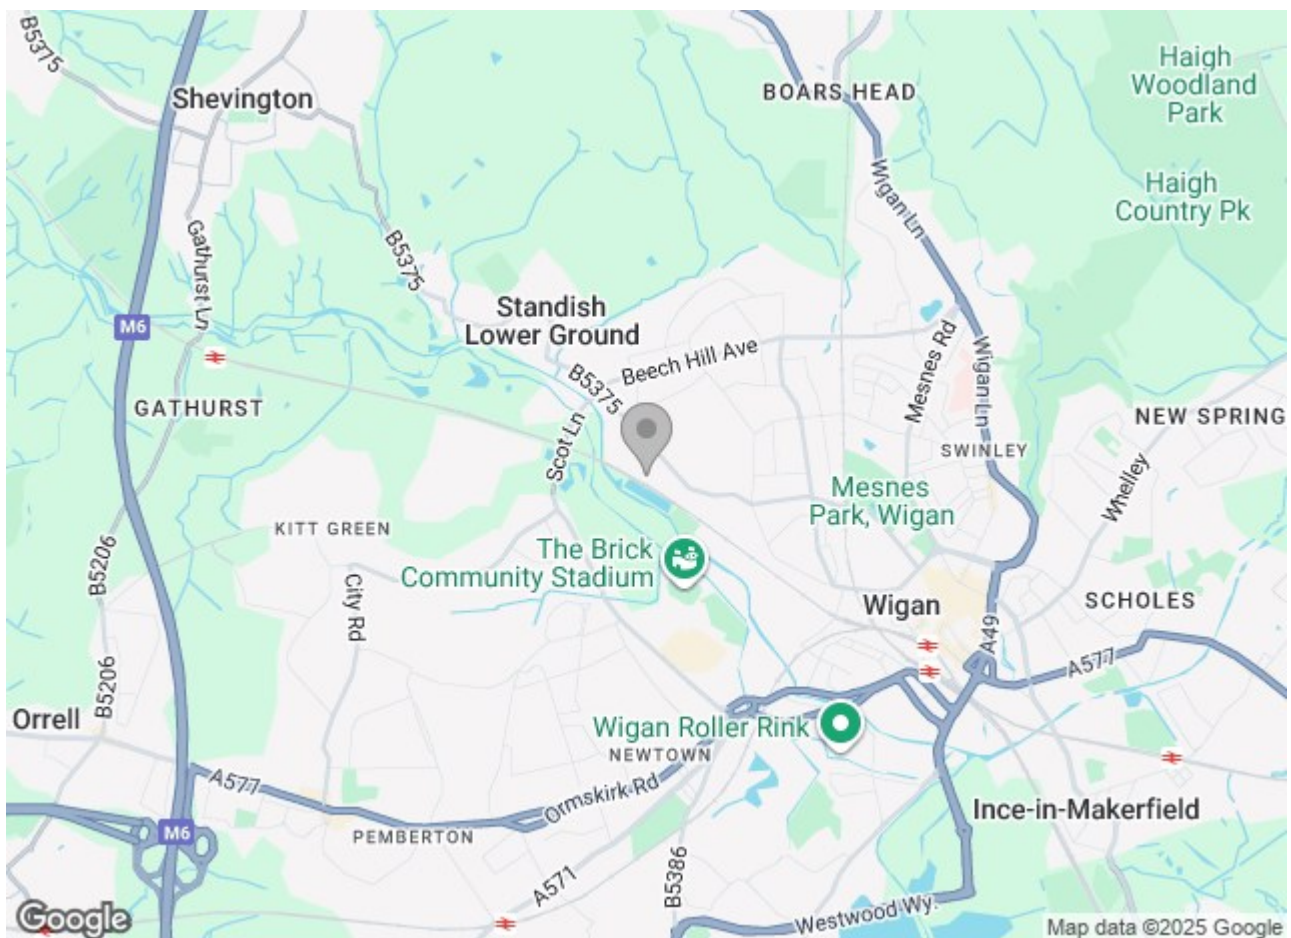 B5375
Shevington
BOARS HEAD
Haigh
Woodland
Park
Haigh
Country Pk
Wigan Ln
Gathurst Ln
B5375
Standish
Lower Ground
M6
Beech Hill Ave
B5375
Mesnes Rd
Wigan Ln
GATHURST
Scot Ln
NEW SPRING
SWINLEY
Whelley
Mesnes
Park, Wigan
KITT GREEN
The Brick
Community Stadium
B5206
City Rd
Wigan
SCHOLES
A49
A577
B5206
Orrell
Wigan Roller Rink
NEWTOWN
A577
Ormskirk Rd
Ince-in-Makerfield
M6
PEMBERTON
B5386
A571
Westwood Wy.
Google
Map data ©2025 Google